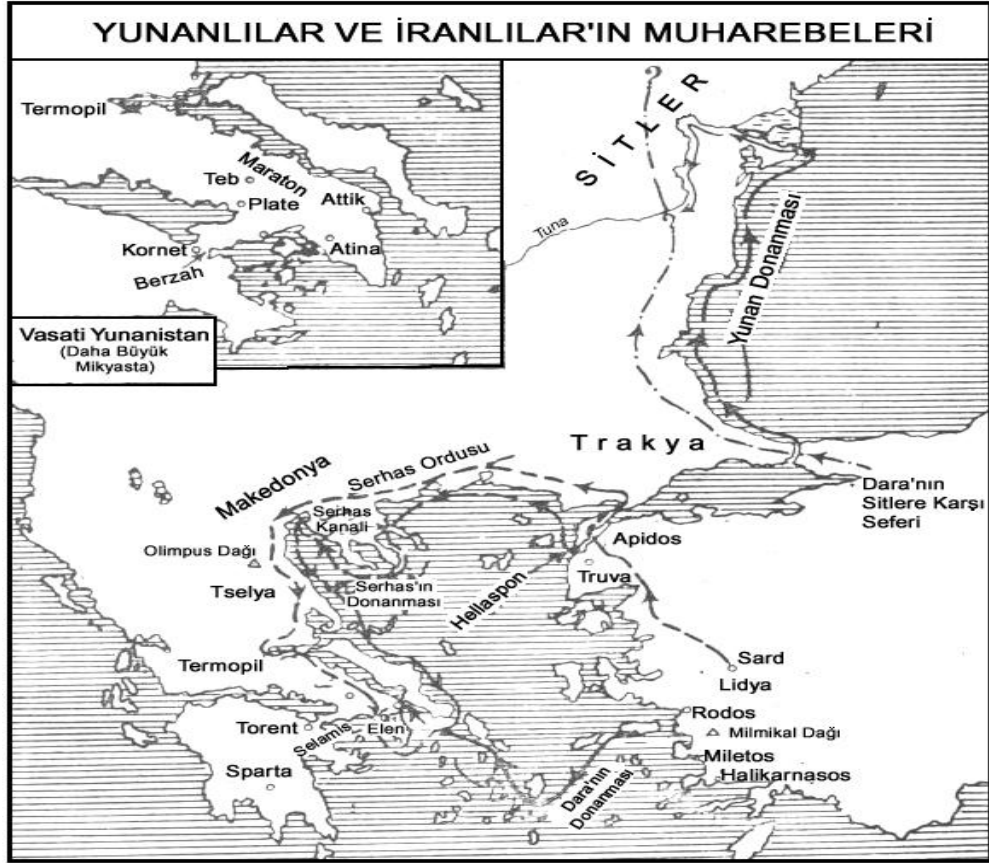 YUNANLILAR VE İRANLILAR'IN MUHAREBELERİ
Termopil
Maraton
Teb
Plate
Attik
Kornet
Atina
Berzah
Vasati Yunanistan
(Daha Büyük
Mikyasta)
SİTLER
Tuna
Yunan Donanması
Trakya
Dara'nın
Sitlere Karşı
Seferi
Makedonya
Serhas Ordusu
Serhas
Kanali
Olimpus Dağı
Tselya
Serhas'ın
Donanması
Hellaspon
Apidos
Truva
Termopil
Sard
Lidya
Torent
Selamis
Elen
Rodos
Milmikal Dağı
Sparta
Miletos
Halikarnasos
Dara'nın
Donanması